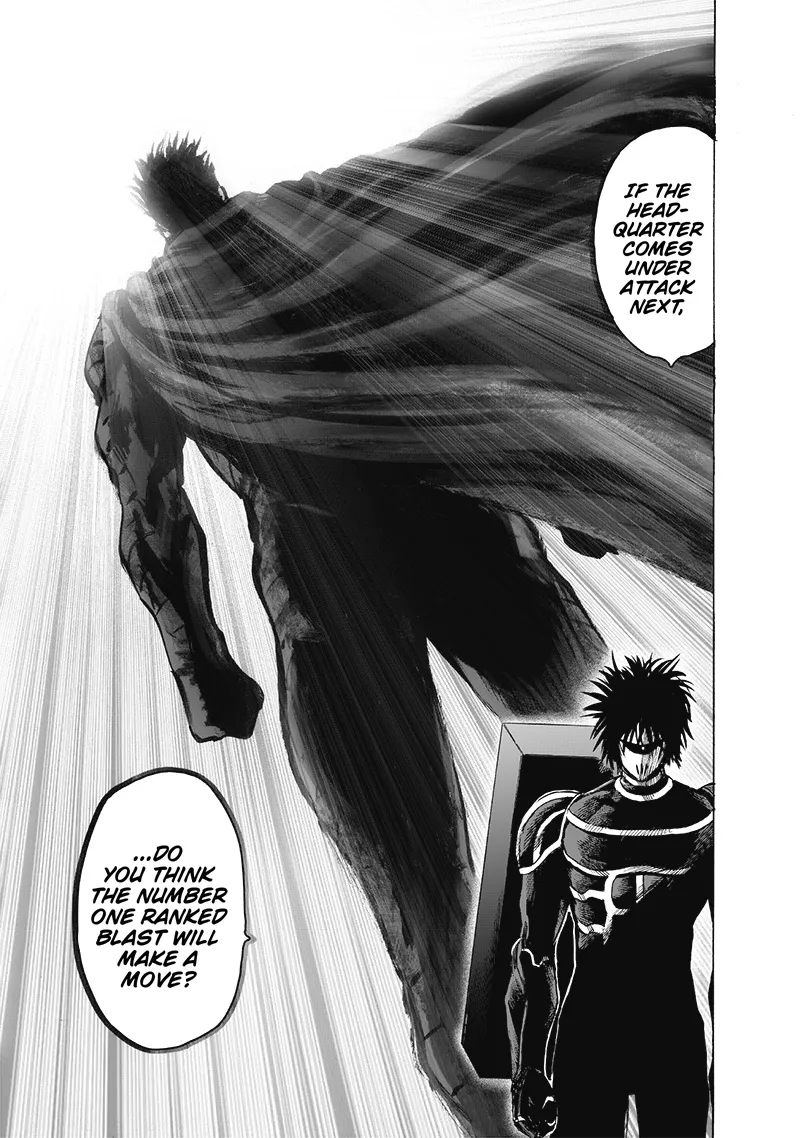 IF THE
HEAD-
QUARTER
COMES
UNDER
ATTACK
NEXT,
...DO
YOU THINK
THE NUMBER
ONE RANKED
BLAST WILL
MAKE A
MOVE?